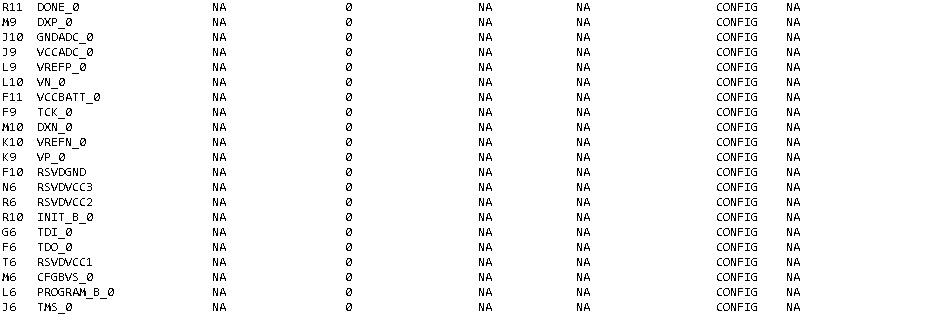 R11 DONE_0 NA 0 NA NA CONFIG NA
M9 DXP_0 NA 0 NA NA CONFIG NA
J10 GNDADC_0 NA 0 NA NA CONFIG NA
J9 VCCADC_0 NA 0 NA NA CONFIG NA
L9 VREFP_0 NA 0 NA NA CONFIG NA
L10 VN_0 NA 0 NA NA CONFIG NA
F11 VCCBATT_0 NA 0 NA NA CONFIG NA
F9 TCK_0 NA 0 NA NA CONFIG NA
M10 DXN_0 NA 0 NA NA CONFIG NA
K10 VREFN_0 NA 0 NA NA CONFIG NA
K9 VP_0 NA 0 NA NA CONFIG NA
F10 RSVDGND NA 0 NA NA CONFIG NA
N6 RSVDVCC3 NA 0 NA NA CONFIG NA
R6 RSVDVCC2 NA 0 NA NA CONFIG NA
R10 INIT_B_0 NA 0 NA NA CONFIG NA
G6 TDI_0 NA 0 NA NA CONFIG NA
F6 TDO_0 NA 0 NA NA CONFIG NA
T6 RSVDVCC1 NA 0 NA NA CONFIG NA
M6 CFGBVS_0 NA 0 NA NA CONFIG NA
L6 PROGRAM_B_0 NA 0 NA NA CONFIG NA
J6 TMS_0 NA 0 NA NA CONFIG NA